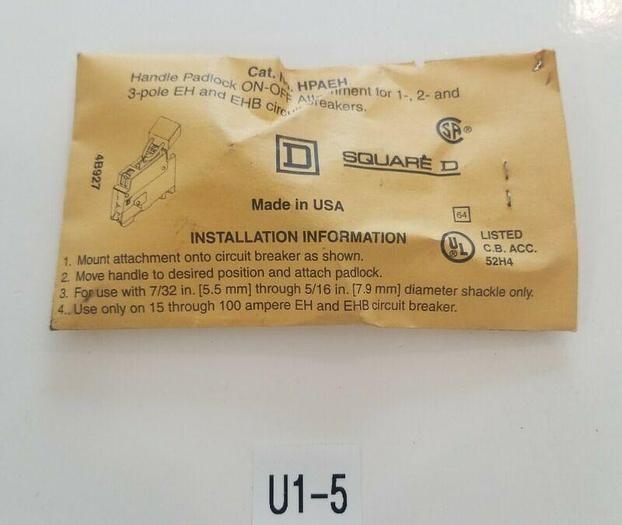 Cat. HPAEH
Handle Padlock ON-OFF for 1-, 2- and
3-pole EH and EHB
4B927
SA
D
SQUARE D
Made in USA
64
UL
LISTED
C.B. ACC.
52H4
INSTALLATION INFORMATION
1. Mount attachment onto circuit breaker as shown.
2. Move handle to desired position and attach padlock.
3. For use with 7/32 in. [5.5 mm] through 5/16 in. [7.9 mm] diameter shackle only.
4. Use only on 15 through 100 ampere EH and EHB circuit breaker.
U1-5